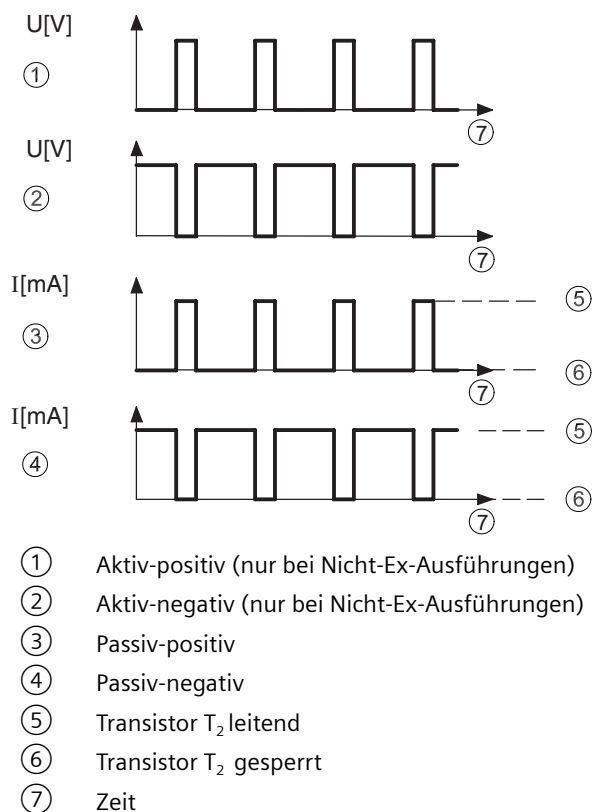 U[V]
①
⑦
U[V]
②
⑦
I[mA]
⑤
③
⑥
⑦
I[mA]
⑤
④
⑥
⑦
① Aktiv-positiv (nur bei Nicht-Ex-Ausführungen)
② Aktiv-negativ (nur bei Nicht-Ex-Ausführungen)
③ Passiv-positiv
④ Passiv-negativ
⑤ Transistor T₂ leitend
⑥ Transistor T₂ gesperrt
⑦ Zeit